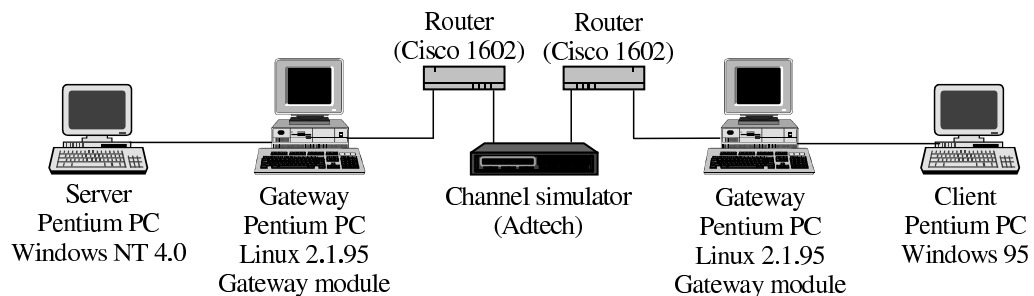 Router
(Cisco 1602)
Router
(Cisco 1602)
Server
Pentium PC
Windows NT 4.0
Gateway
Pentium PC
Linux 2.1.95
Gateway module
Channel simulator
(Adtech)
Gateway
Pentium PC
Linux 2.1.95
Gateway module
Client
Pentium PC
Windows 95